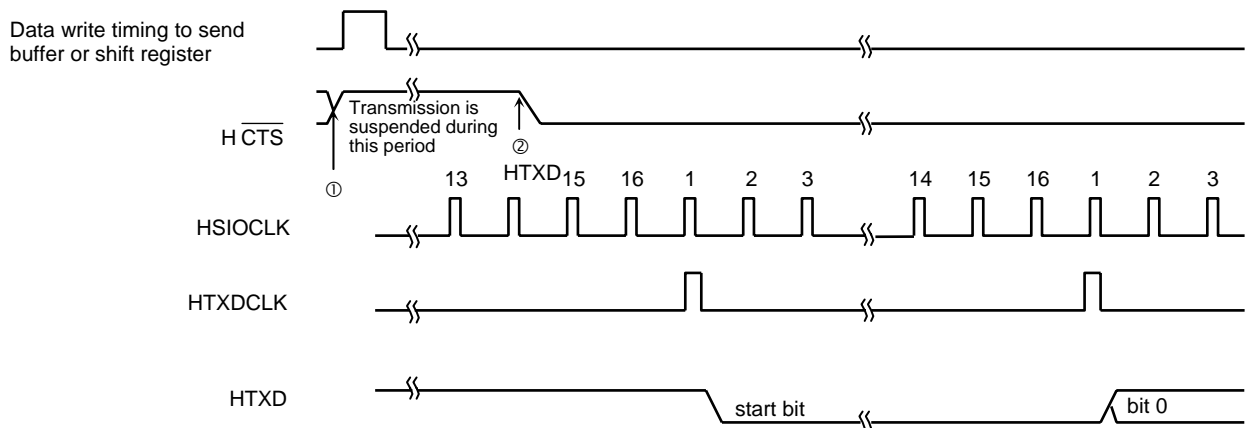 Data write timing to send
buffer or shift register
H CTS
Transmission is
suspended during
this period
①
②
13 HTXD 15 16 1 2 3 14 15 16 1 2 3
HSIOCLK
HTXDCLK
HTXD
start bit
bit 0